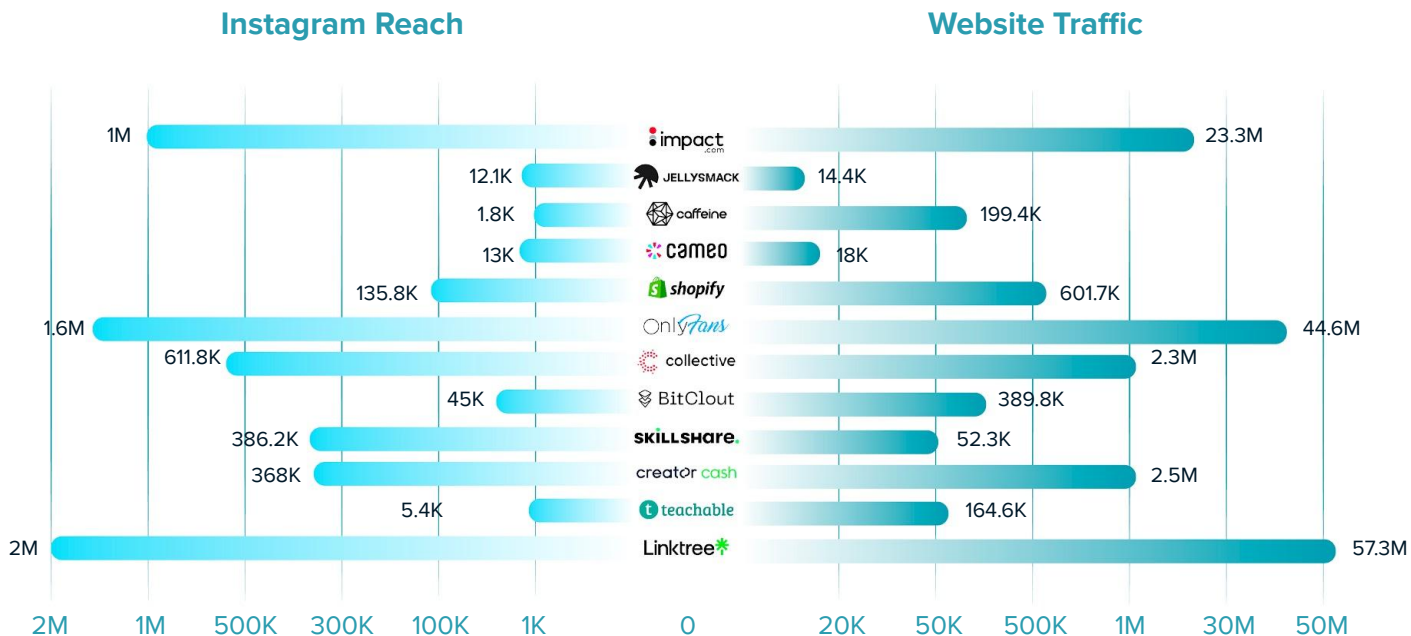 Instagram Reach Website Traffic
1M impact.com 23.3M
12.1K JELLYSMACK 14.4K
1.8K caffeine 199.4K
13K cameo 18K
135.8K shopify 601.7K
1.6M OnlyFans 44.6M
611.8K collective 2.3M
45K BitClout 389.8K
386.2K SKILLSHARE. 52.3K
368K creator cash 2.5M
5.4K t teachable 164.6K
2M Linktree 57.3M
2M 1M 500K 300K 100K 1K 0 20K 50K 500K 1M 30M 50M